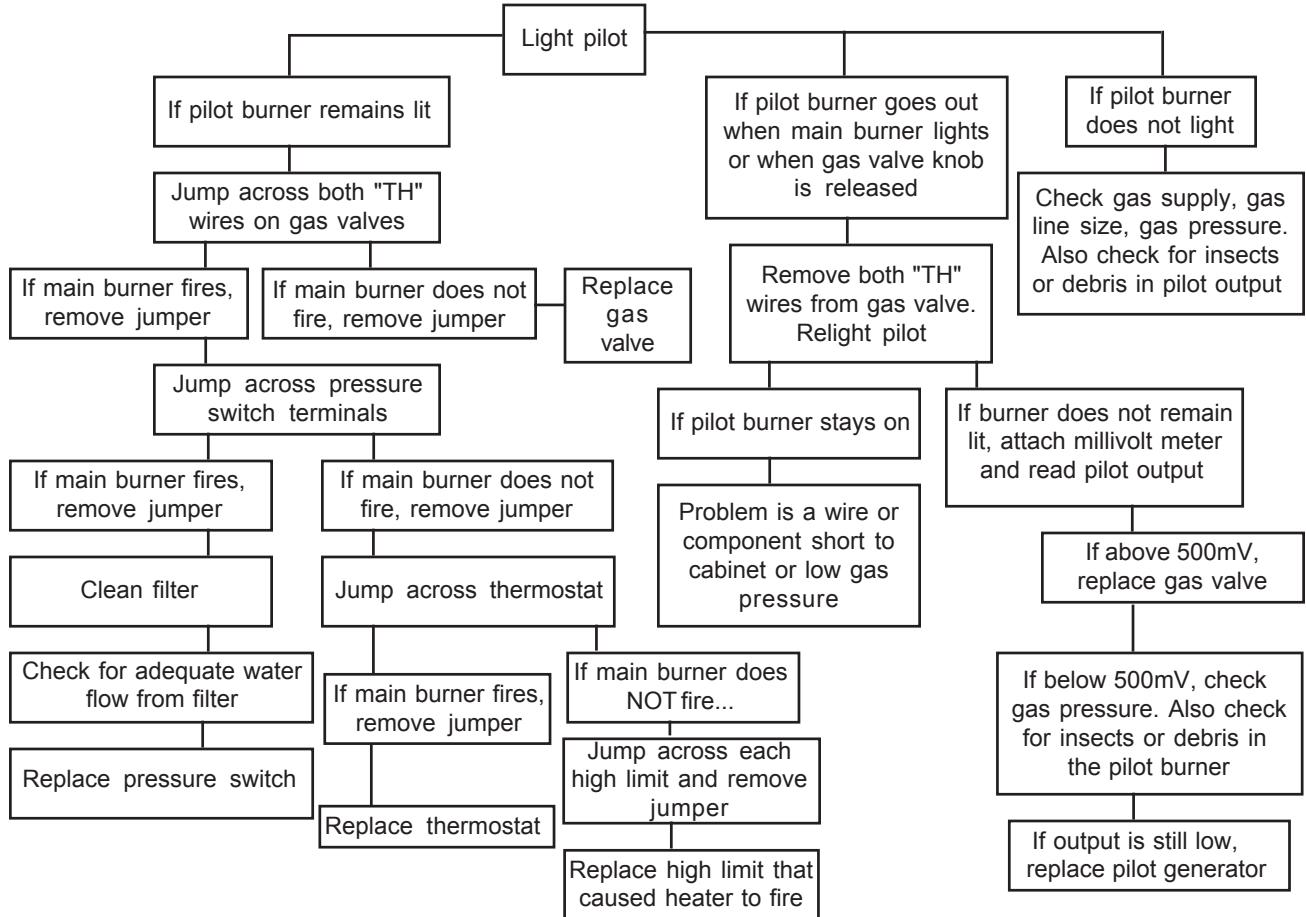 Light pilot
If pilot burner remains lit
If pilot burner goes out
when main burner lights
or when gas valve knob
is released
If pilot burner
does not light
Jump across both "TH"
wires on gas valves
Check gas supply, gas
line size, gas pressure.
Also check for insects
or debris in pilot output
If main burner fires,
remove jumper
If main burner does not
fire, remove jumper
Replace
gas
valve
Remove both "TH"
wires from gas valve.
Relight pilot
Jump across pressure
switch terminals
If pilot burner stays on
If burner does not remain
lit, attach millivolt meter
and read pilot output
If main burner fires,
remove jumper
If main burner does not
fire, remove jumper
Problem is a wire or
component short to
cabinet or low gas
pressure
If above 500mV,
replace gas valve
Clean filter
Jump across thermostat
Check for adequate water
flow from filter
If main burner fires,
remove jumper
If main burner does
NOT fire...
If below 500mV, check
gas pressure. Also check
for insects or debris in
the pilot burner
Replace pressure switch
Jump across each
high limit and remove
jumper
Replace thermostat
If output is still low,
replace pilot generator
Replace high limit that
caused heater to fire